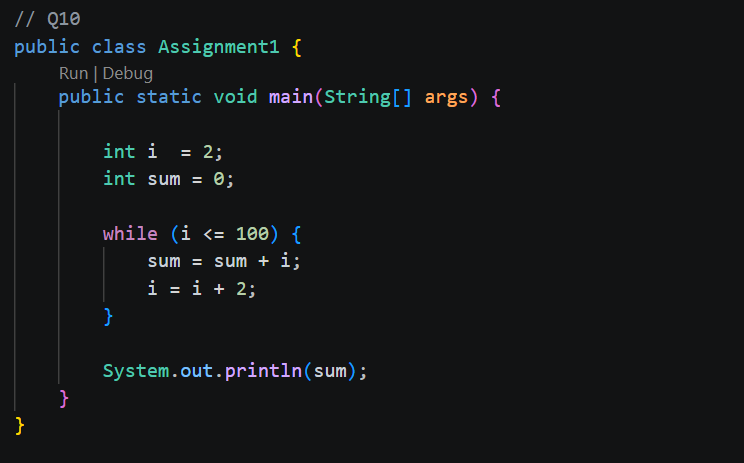 // Q10
public class Assignment1 {
Run | Debug
public static void main(String[] args) {
int i  = 2;
int sum = 0;
while (i <= 100) {
sum = sum + i;
i = i + 2;
}
System.out.println(sum);
}
}